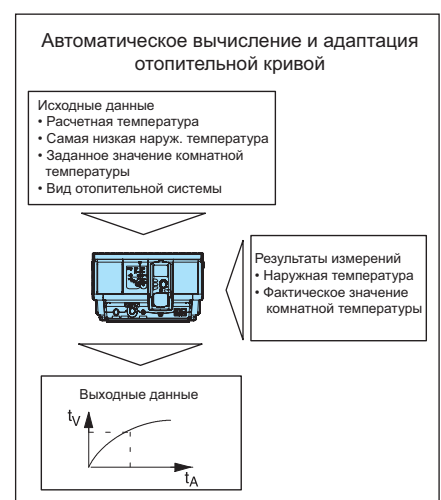 Автоматическое вычисление и адаптация
отопительной кривой
Исходные данные
• Расчетная температура
• Самая низкая наруж. температура
• Заданное значение комнатной
температуры
• Вид отопительной системы
Результаты измерений
• Наружная температура
• Фактическое значение
комнатной температуры
Выходные данные
tV
tA